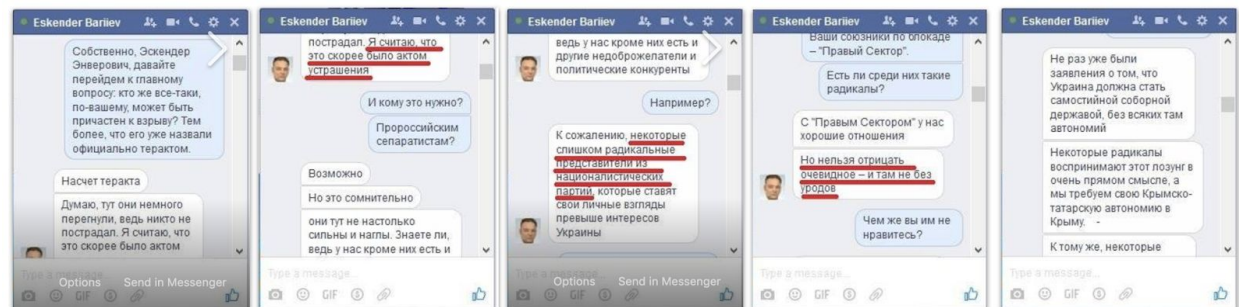 Eskender Bariiev
Собственно, Эскендер
Энверович, давайте
перейдем к главному
вопросу: кто же все-таки,
по-вашему, может быть
причастен к взрыву? Тем
более, что его уже назвали
официально терактом.
Насчет теракта
Думаю, тут они немного
перегнули, ведь никто не
пострадал. Я считаю, что
это скорее было актом
Type a message...
Options Send in Messenger
GIF
Eskender Bariiev
пострадал. Я считаю, что
это скорее было актом
устрашения
И кому это нужно?
Пророссийским
сепаратистам?
Возможно
Но это сомнительно
они тут не настолько
сильны и наглы. Знаете ли,
ведь у нас кроме них есть и
Type a message...
GIF
Eskender Bariiev
ведь у нас кроме них есть и
другие недоброжелатели и
политические конкуренты
Например?
К сожалению, некоторые
слишком радикальные
представители из
националистических
партий, которые ставят
свои личные взгляды
превыше интересов
Украины
Type a message...
Options Send in Messenger
GIF
Eskender Bariiev
Ваши союзники по блокаде
– "Правый Сектор".
Есть ли среди них такие
радикалы?
С "Правым Сектором" у нас
хорошие отношения
Но нельзя отрицать
очевидное – и там не без
уродов
Чем же вы им не
нравитесь?
Type a message...
GIF
Eskender Bariiev
Не раз уже были
заявления о том, что
Украина должна стать
самостийной соборной
державой, без всяких там
автономий
Некоторые радикалы
воспринимают этот лозунг в
очень прямом смысле, а
мы требуем свою Крымско-
татарскую автономию в
Крыму. -
К тому же, некоторые
Type a message...
GIF